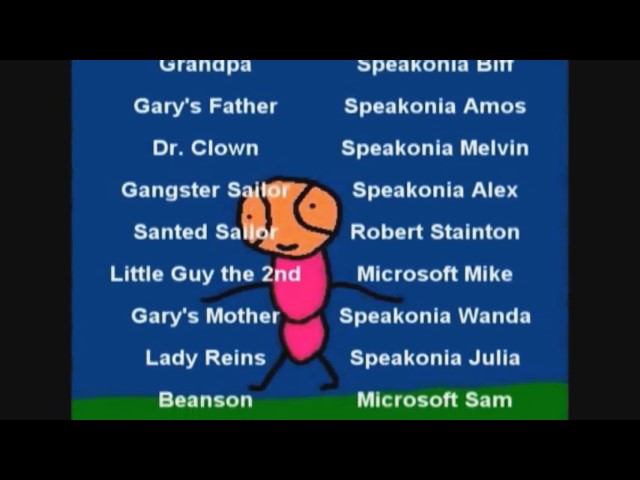 Grandpa Speakonia Biff
Gary's Father Speakonia Amos
Dr. Clown Speakonia Melvin
Gangster Sailor Speakonia Alex
Santed Sailor Robert Stainton
Little Guy the 2nd Microsoft Mike
Gary's Mother Speakonia Wanda
Lady Reins Speakonia Julia
Beanson Microsoft Sam